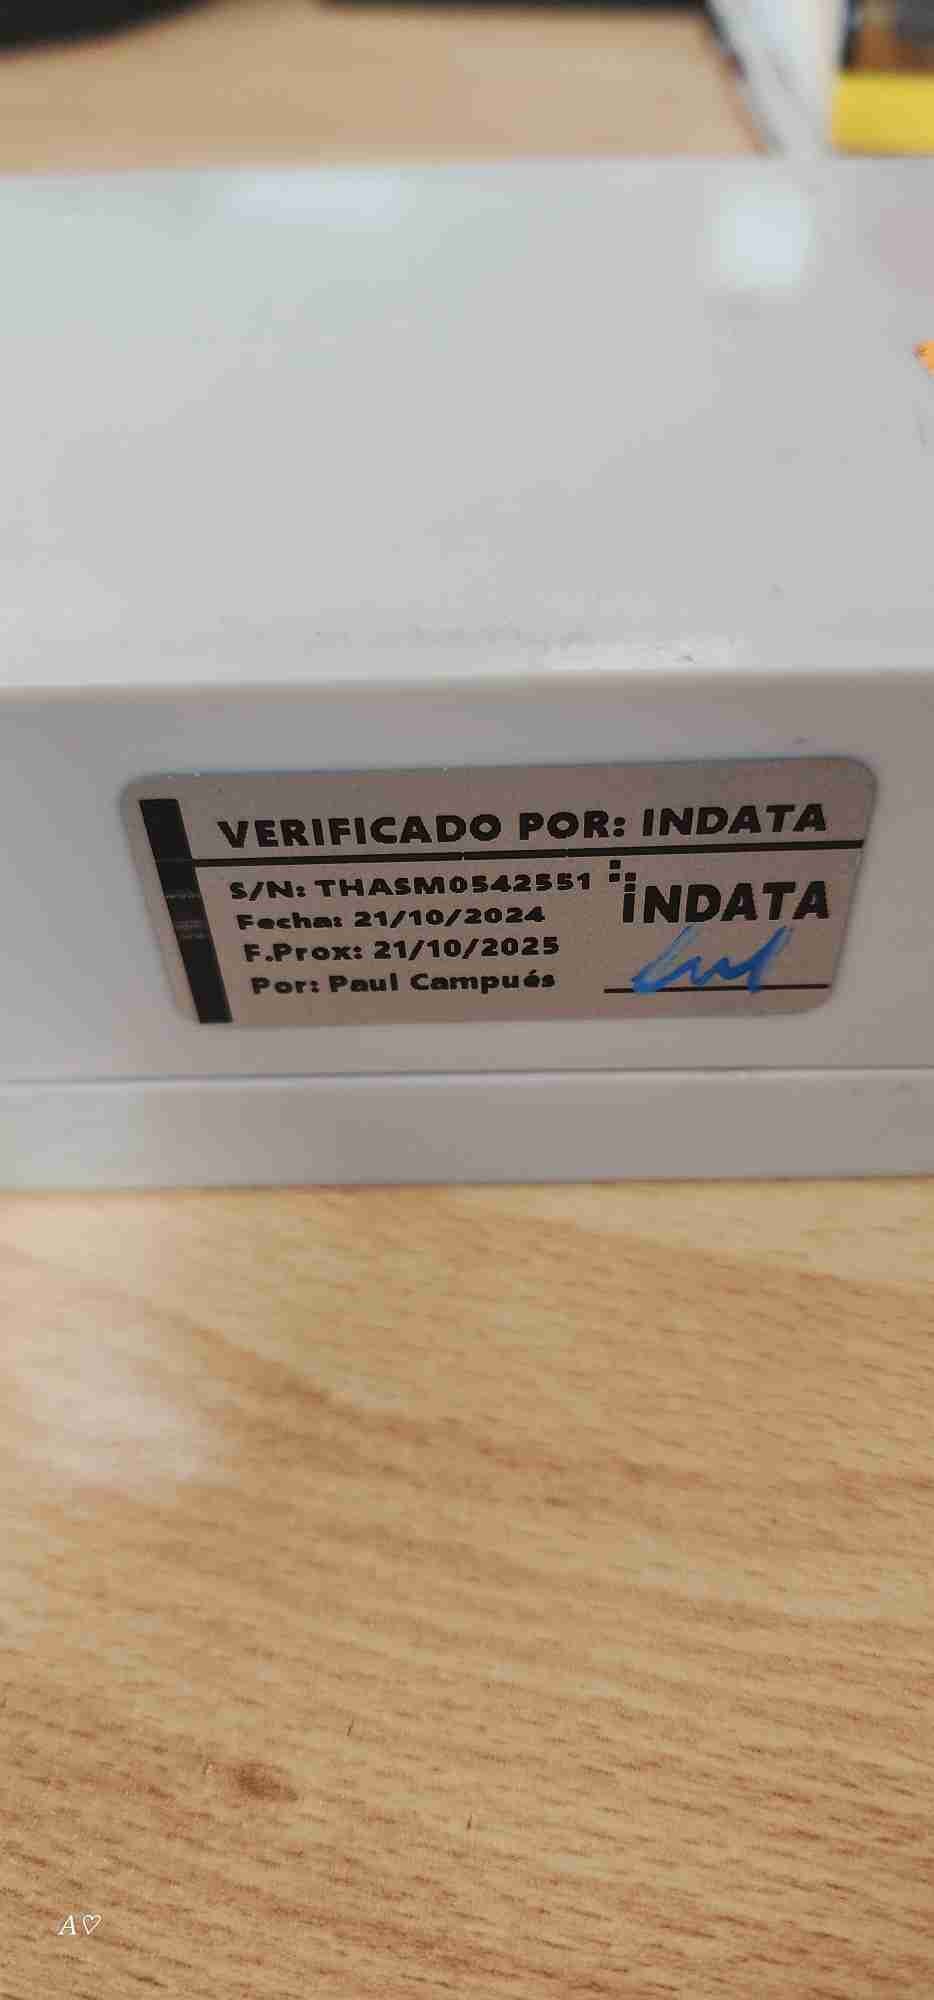 VERIFICADO POR: INDATA
S/N: THASM0542551
INDATA
Fecha: 21/10/2024
F.Prox: 21/10/2025
Por: Paul Campués
A♡